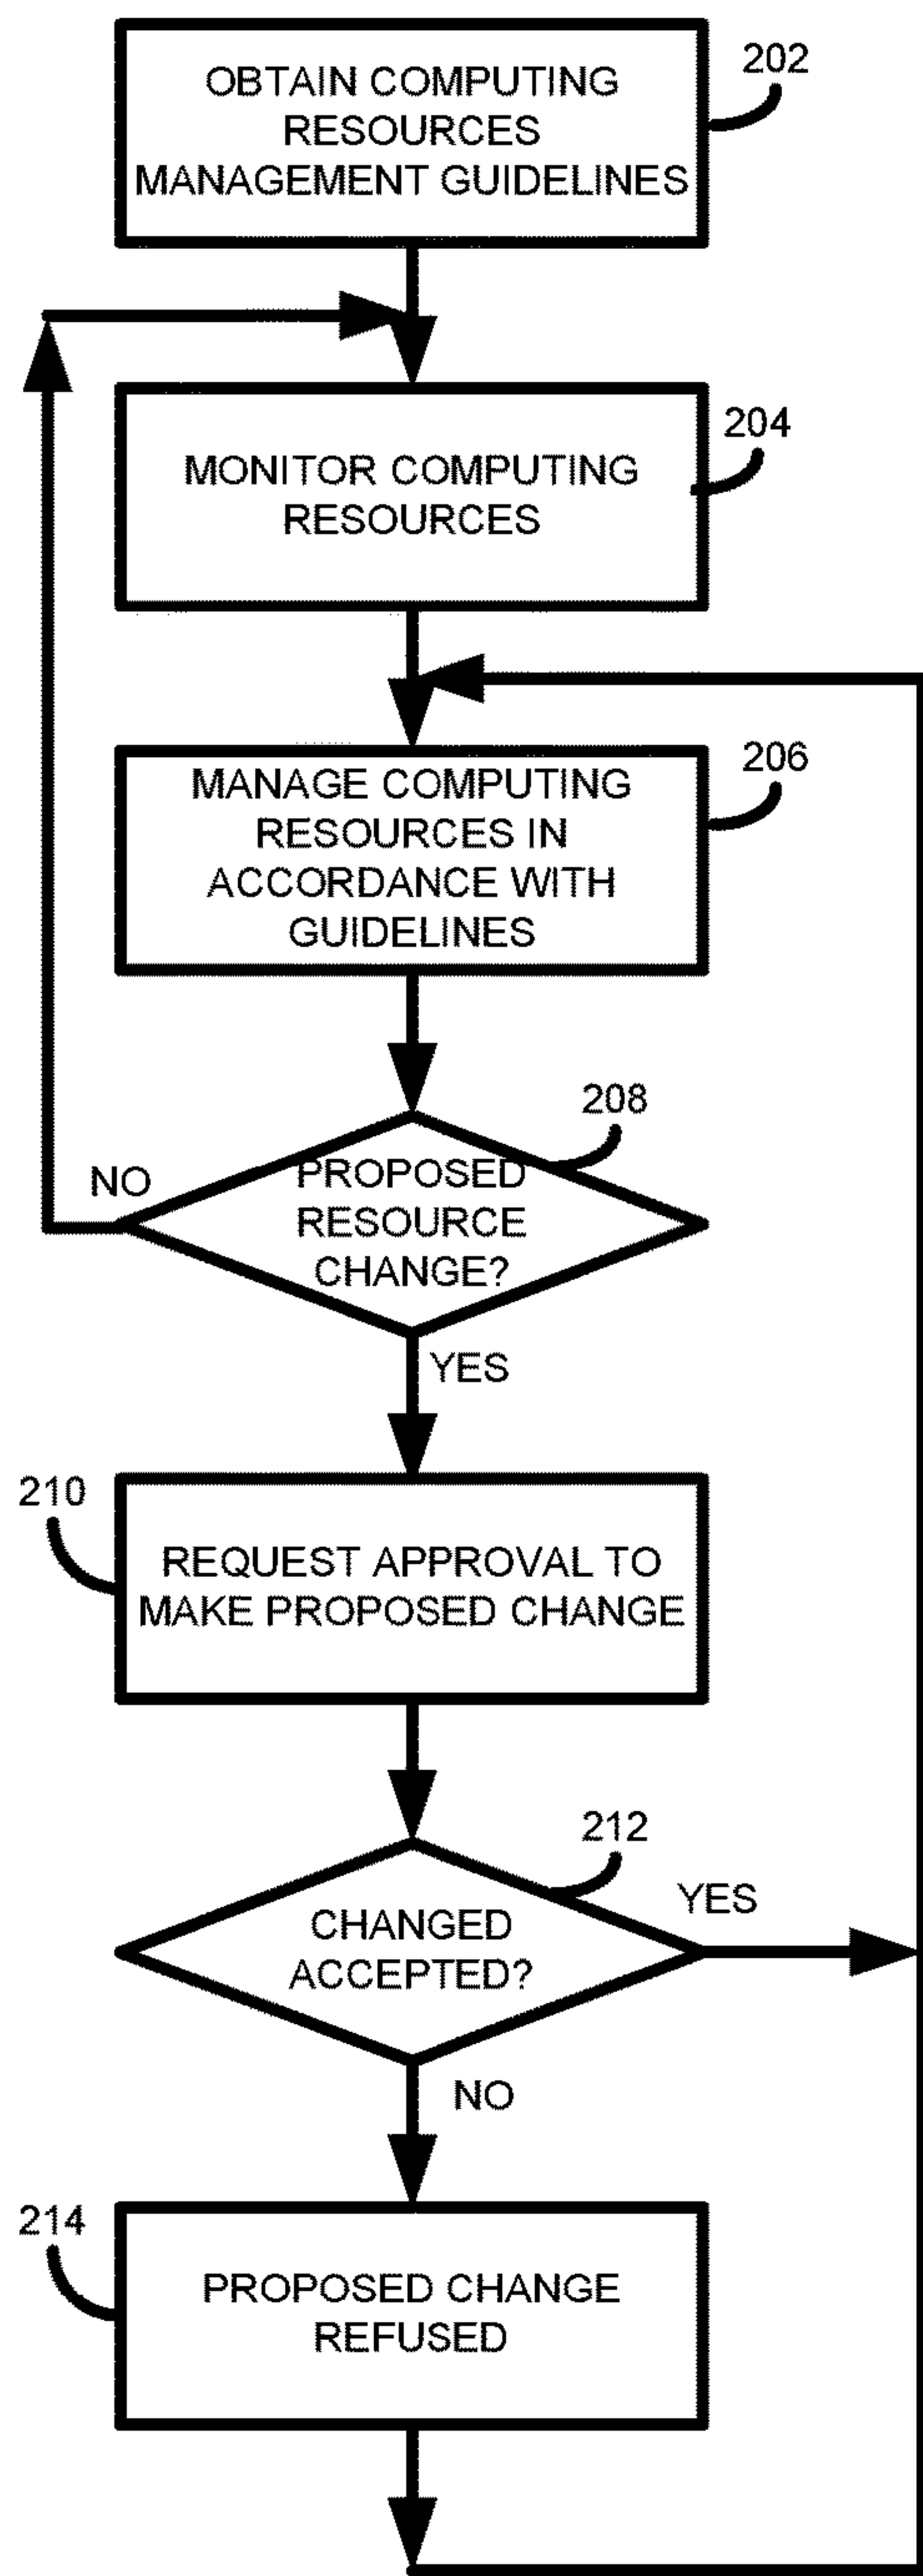 OBTAIN COMPUTING
RESOURCES
MANAGEMENT GUIDELINES
202
MONITOR COMPUTING
RESOURCES
204
MANAGE COMPUTING
RESOURCES IN
ACCORDANCE WITH
GUIDELINES
206
208
NO
PROPOSED
RESOURCE
CHANGE?
YES
210
REQUEST APPROVAL TO
MAKE PROPOSED CHANGE
212
YES
CHANGED
ACCEPTED?
NO
214
PROPOSED CHANGE
REFUSED